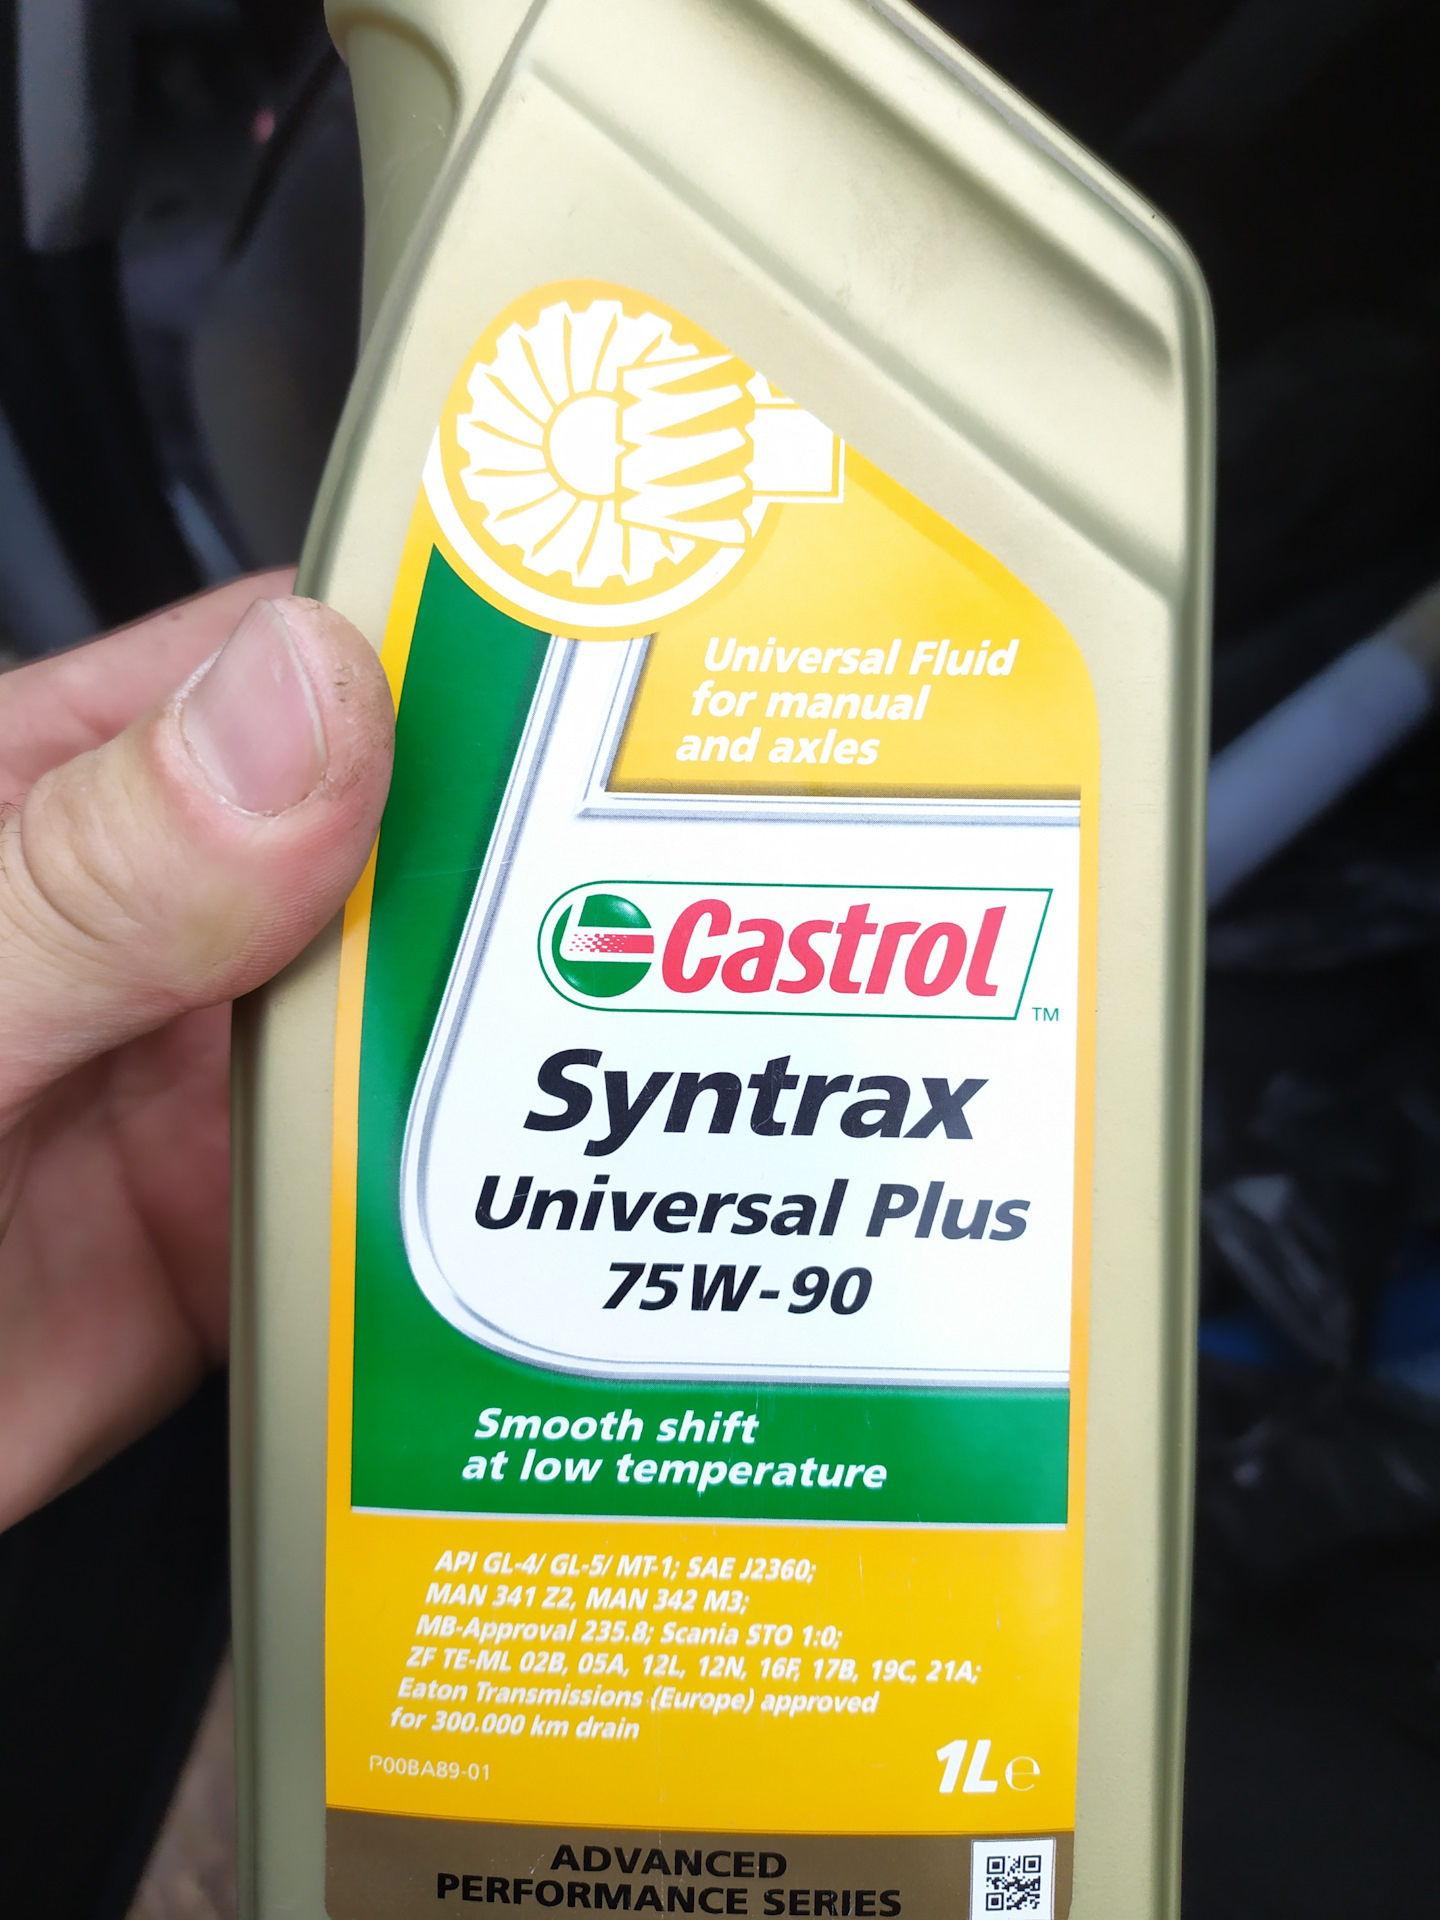 Universal Fluid
for manual
and axles
Castrol
TM
Syntrax
Universal Plus
75W-90
Smooth shift
at low temperature
API GL-4/ GL-5/ MT-1; SAE J2360;
MAN 341 Z2, MAN 342 M3;
MB-Approval 235.8; Scania STO 1:0;
ZF TE-ML 02B, 05A, 12L, 12N, 16F, 17B, 19C, 21A;
Eaton Transmissions (Europe) approved
for 300.000 km drain
P00BA89-01
1L e
ADVANCED
PERFORMANCE SERIES